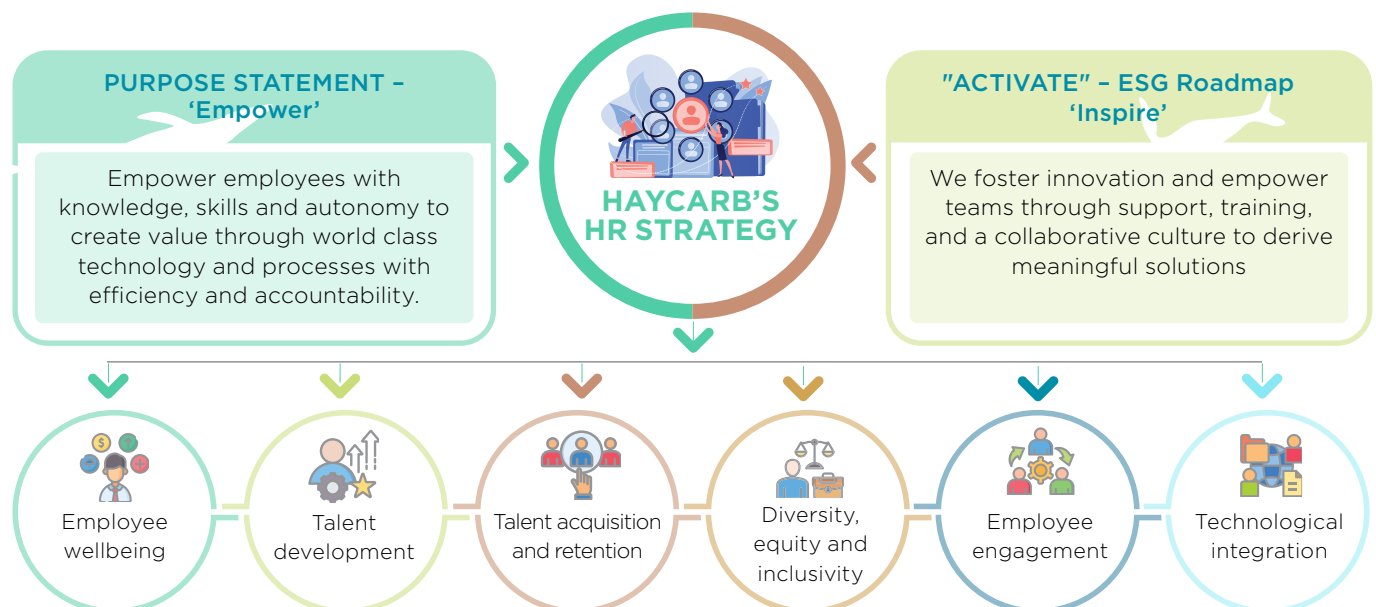 PURPOSE STATEMENT –
‘Empower’
Empower employees with
knowledge, skills and autonomy to
create value through world class
technology and processes with
efficiency and accountability.
HAYCARB’S
HR STRATEGY
"ACTIVATE" – ESG Roadmap
‘Inspire’
We foster innovation and empower
teams through support, training,
and a collaborative culture to derive
meaningful solutions
Employee
wellbeing
Talent
development
Talent acquisition
and retention
Diversity,
equity and
inclusivity
Employee
engagement
Technological
integration